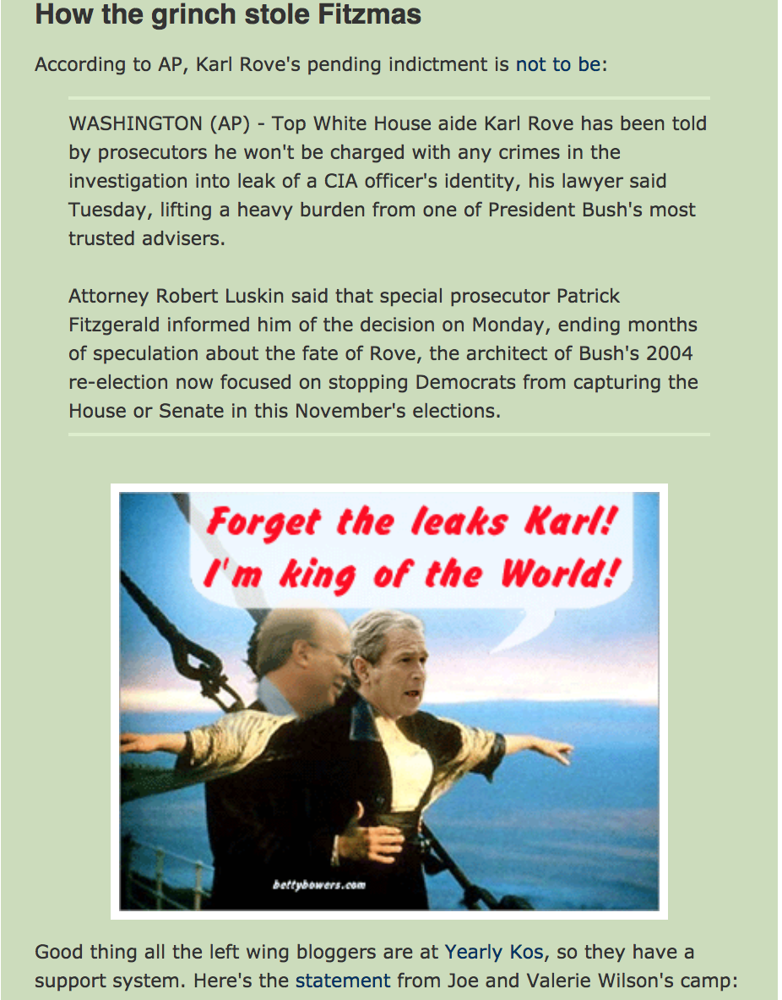 How the grinch stole Fitzmas
According to AP, Karl Rove's pending indictment is not to be:
WASHINGTON (AP) - Top White House aide Karl Rove has been told
by prosecutors he won't be charged with any crimes in the
investigation into leak of a CIA officer's identity, his lawyer said
Tuesday, lifting a heavy burden from one of President Bush's most
trusted advisers.
Attorney Robert Luskin said that special prosecutor Patrick
Fitzgerald informed him of the decision on Monday, ending months
of speculation about the fate of Rove, the architect of Bush's 2004
re-election now focused on stopping Democrats from capturing the
House or Senate in this November's elections.
Forget the leaks Karl!
I'm king of the World!
bettybowers.com
Good thing all the left wing bloggers are at Yearly Kos, so they have a
support system. Here's the statement from Joe and Valerie Wilson's camp: